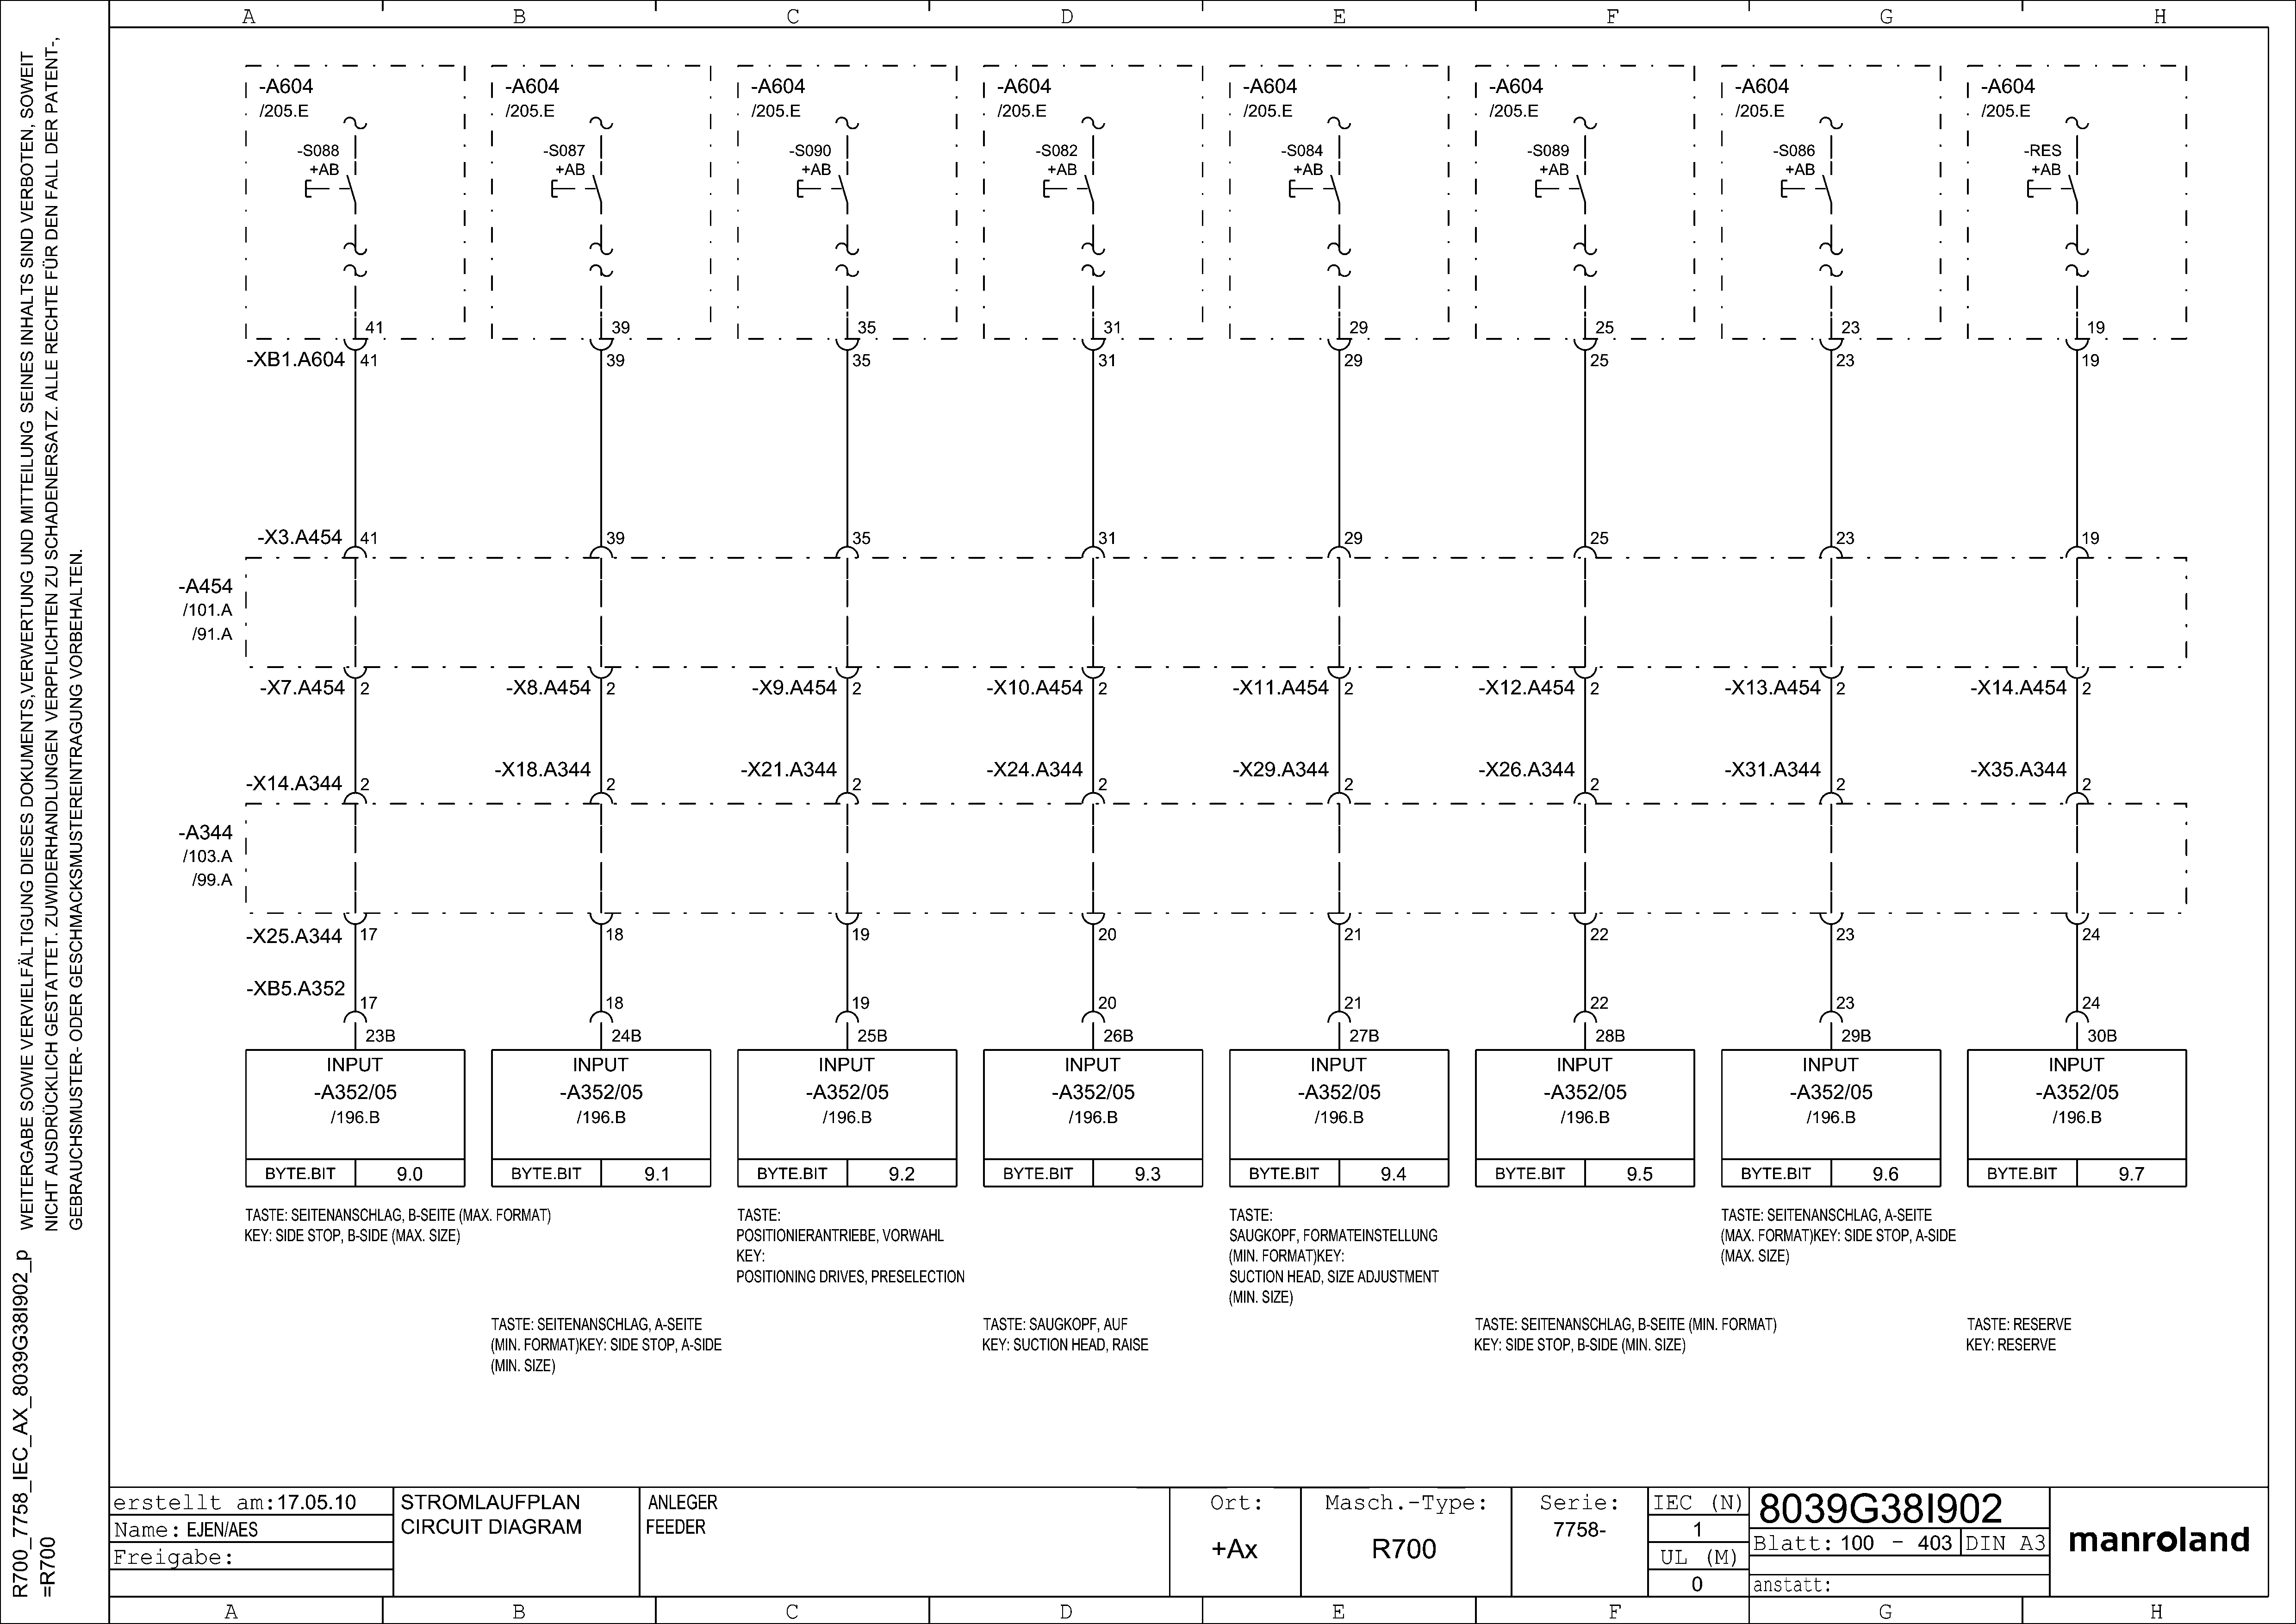 A B C D E F G H
-A604 -A604 -A604 -A604 -A604 -A604 -A604 -A604
/205.E /205.E /205.E /205.E /205.E /205.E /205.E /205.E
-S088 -S087 -S090 -S082 -S084 -S089 -S086 -RES
+AB +AB +AB +AB +AB +AB +AB +AB
41 39 35 31 29 25 23 19
-XB1.A604 41 39 35 31 29 25 23 19
-X3.A454 41 39 35 31 29 25 23 19
-A454
/101.A
/91.A
-X7.A454 2 -X8.A454 2 -X9.A454 2 -X10.A454 2 -X11.A454 2 -X12.A454 2 -X13.A454 2 -X14.A454 2
-X14.A344 2 -X18.A344 2 -X21.A344 2 -X24.A344 2 -X29.A344 2 -X26.A344 2 -X31.A344 2 -X35.A344 2
-A344
/103.A
/99.A
-X25.A344 17 18 19 20 21 22 23 24
-XB5.A352
17 18 19 20 21 22 23 24
23B 24B 25B 26B 27B 28B 29B 30B
INPUT INPUT INPUT INPUT INPUT INPUT INPUT INPUT
-A352/05 -A352/05 -A352/05 -A352/05 -A352/05 -A352/05 -A352/05 -A352/05
/196.B /196.B /196.B /196.B /196.B /196.B /196.B /196.B
BYTE.BIT 9.0 BYTE.BIT 9.1 BYTE.BIT 9.2 BYTE.BIT 9.3 BYTE.BIT 9.4 BYTE.BIT 9.5 BYTE.BIT 9.6 BYTE.BIT 9.7
TASTE: SEITENANSCHLAG, B-SEITE (MAX. FORMAT)
KEY: SIDE STOP, B-SIDE (MAX. SIZE)
TASTE: SEITENANSCHLAG, A-SEITE
(MIN. FORMAT)KEY: SIDE STOP, A-SIDE
(MIN. SIZE)
TASTE:
POSITIONIERANTRIEBE, VORWAHL
KEY:
POSITIONING DRIVES, PRESELECTION
TASTE: SAUGKOPF, AUF
KEY: SUCTION HEAD, RAISE
TASTE:
SAUGKOPF, FORMATEINSTELLUNG
(MIN. FORMAT)KEY:
SUCTION HEAD, SIZE ADJUSTMENT
(MIN. SIZE)
TASTE: SEITENANSCHLAG, B-SEITE (MIN. FORMAT)
KEY: SIDE STOP, B-SIDE (MIN. SIZE)
TASTE: SEITENANSCHLAG, A-SEITE
(MAX. FORMAT)KEY: SIDE STOP, A-SIDE
(MAX. SIZE)
TASTE: RESERVE
KEY: RESERVE
WEITERGABE SOWIE VERVIELFÄLTIGUNG DIESES DOKUMENTS,VERWERTUNG UND MITTEILUNG SEINES INHALTS SIND VERBOTEN, SOWEIT
NICHT AUSDRÜCKLICH GESTATTET. ZUWIDERHANDLUNGEN VERPFLICHTEN ZU SCHADENERSATZ. ALLE RECHTE FÜR DEN FALL DER PATENT-,
GEBRAUCHSMUSTER- ODER GESCHMACKSMUSTEREINTRAGUNG VORBEHALTEN.
R700_7758_IEC_AX_8039G38I902_p
=R700
erstellt am:17.05.10
Name: EJEN/AES
Freigabe:
STROMLAUFPLAN
CIRCUIT DIAGRAM
ANLEGER
FEEDER
Ort:
+Ax
Masch.-Type:
R700
Serie:
7758-
IEC (N)
1
UL (M)
0
8039G38I902
Blatt: 100 - 403 DIN A3
anstatt:
manroland
A B C D E F G H